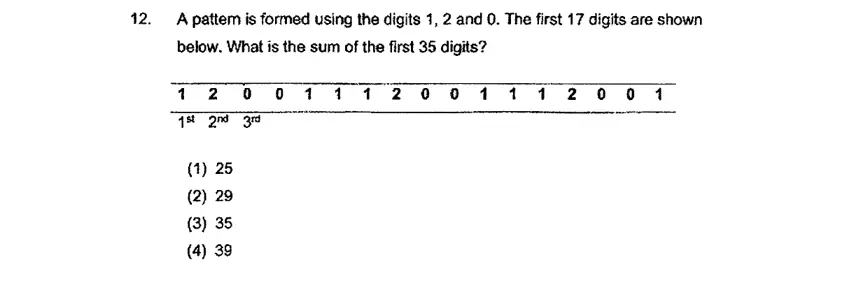 12. A pattern is formed using the digits 1, 2 and 0. The first 17 digits are shown
below. What is the sum of the first 35 digits?
1 2 0 0 1 1 1 2 0 0 1 1 1 2 0 0 1
1st 2nd 3rd
(1) 25
(2) 29
(3) 35
(4) 39